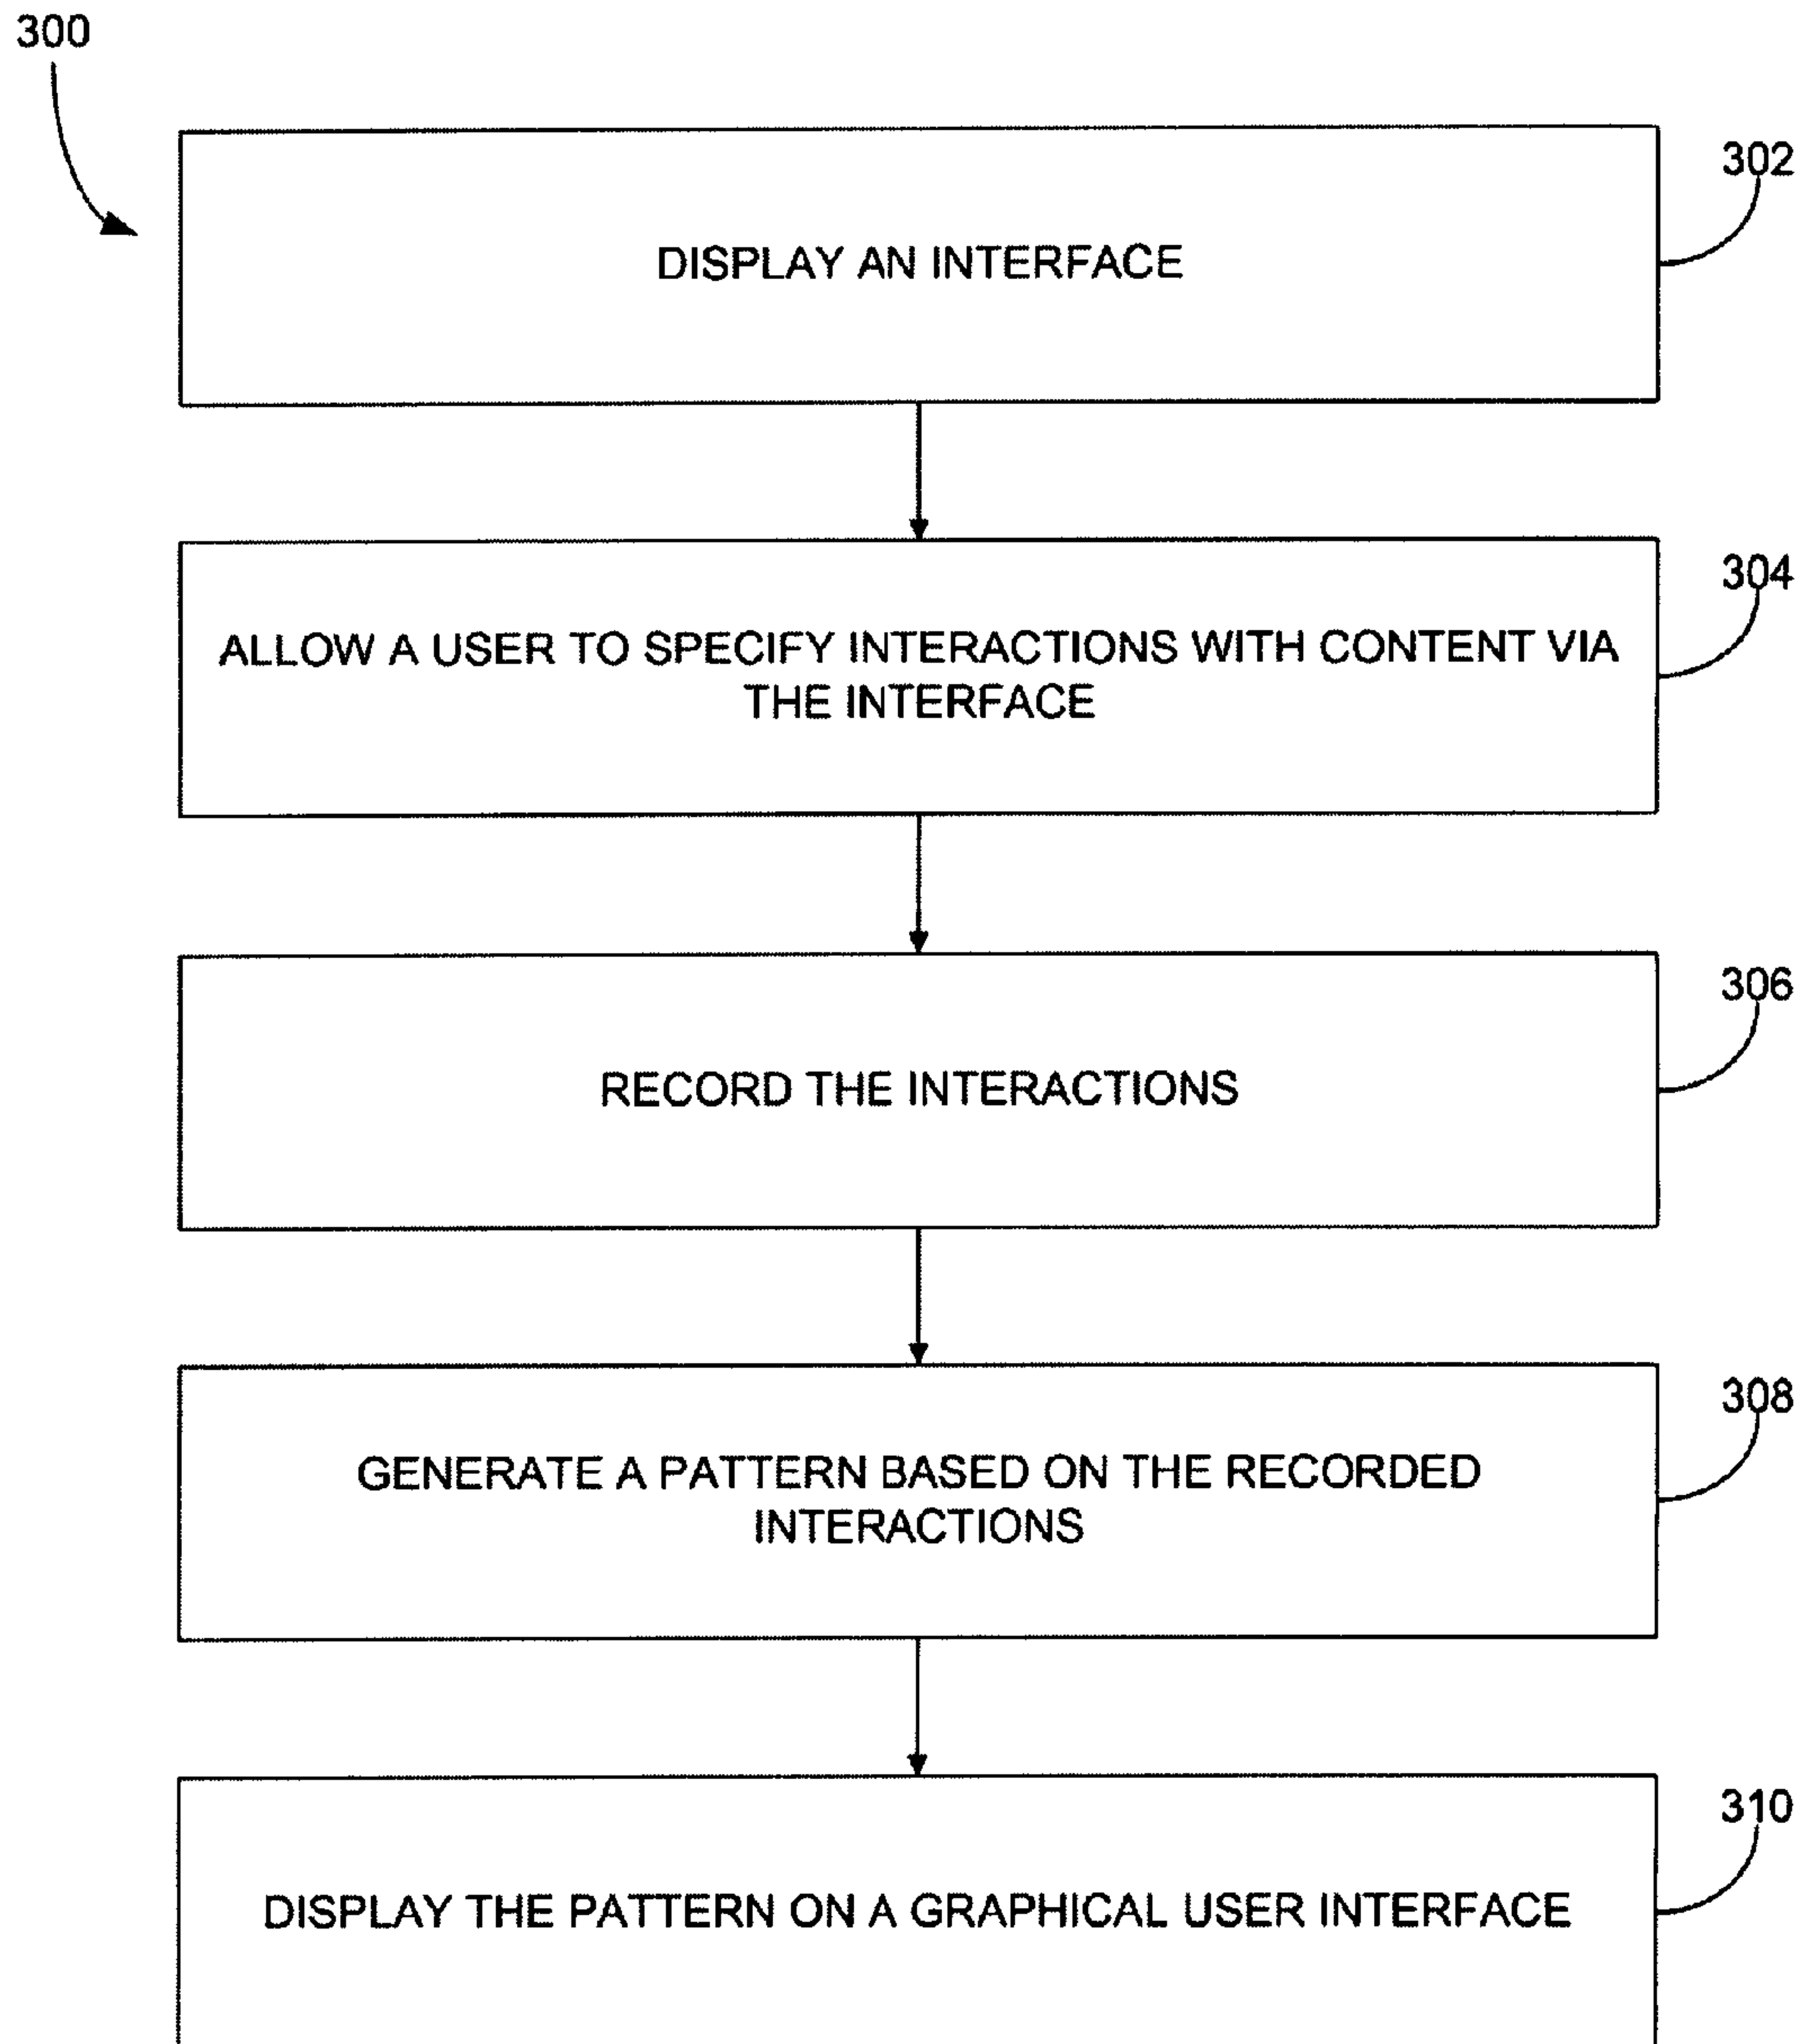 300
302
DISPLAY AN INTERFACE
304
ALLOW A USER TO SPECIFY INTERACTIONS WITH CONTENT VIA
THE INTERFACE
306
RECORD THE INTERACTIONS
308
GENERATE A PATTERN BASED ON THE RECORDED
INTERACTIONS
310
DISPLAY THE PATTERN ON A GRAPHICAL USER INTERFACE